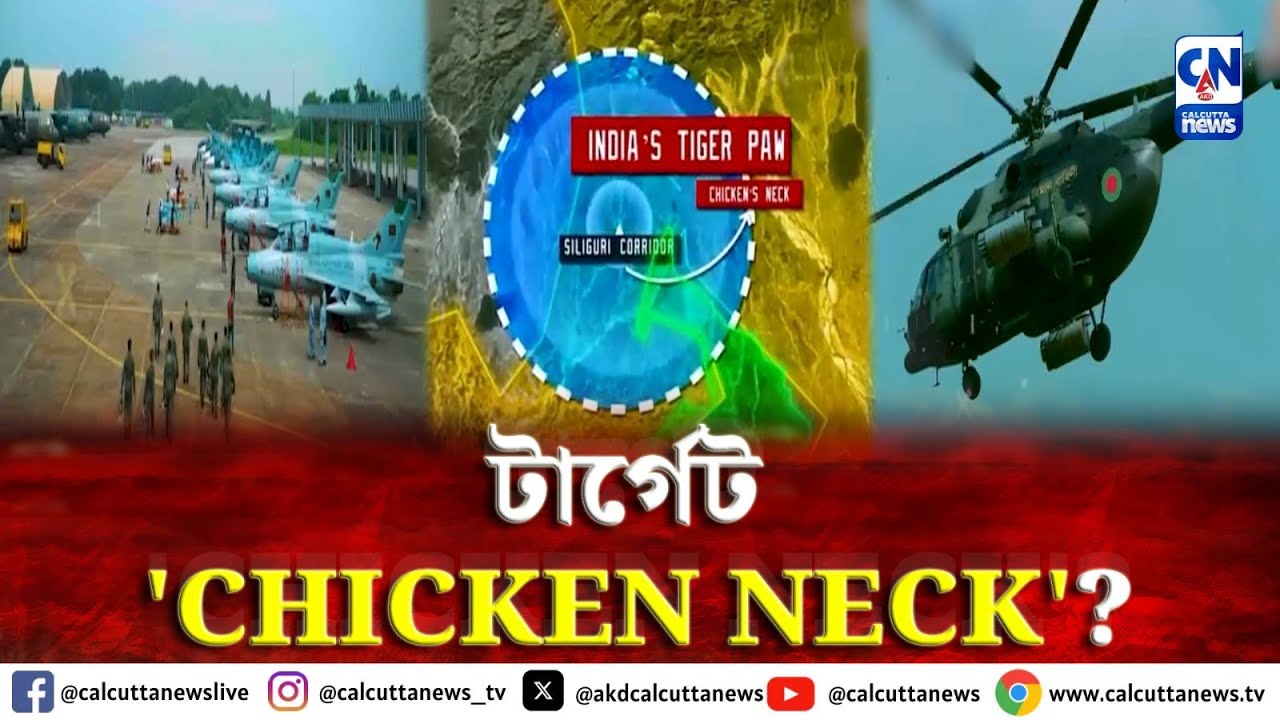 CN
AKD
CALCUTTA
news
INDIA'S TIGER PAW
CHICKEN'S NECK
SILIGURI CORRIDOR
টার্গেট
'CHICKEN NECK'?
@calcuttanewslive
@calcuttanews_tv
@akdcalcuttanews
@calcuttanews
www.calcuttanews.tv